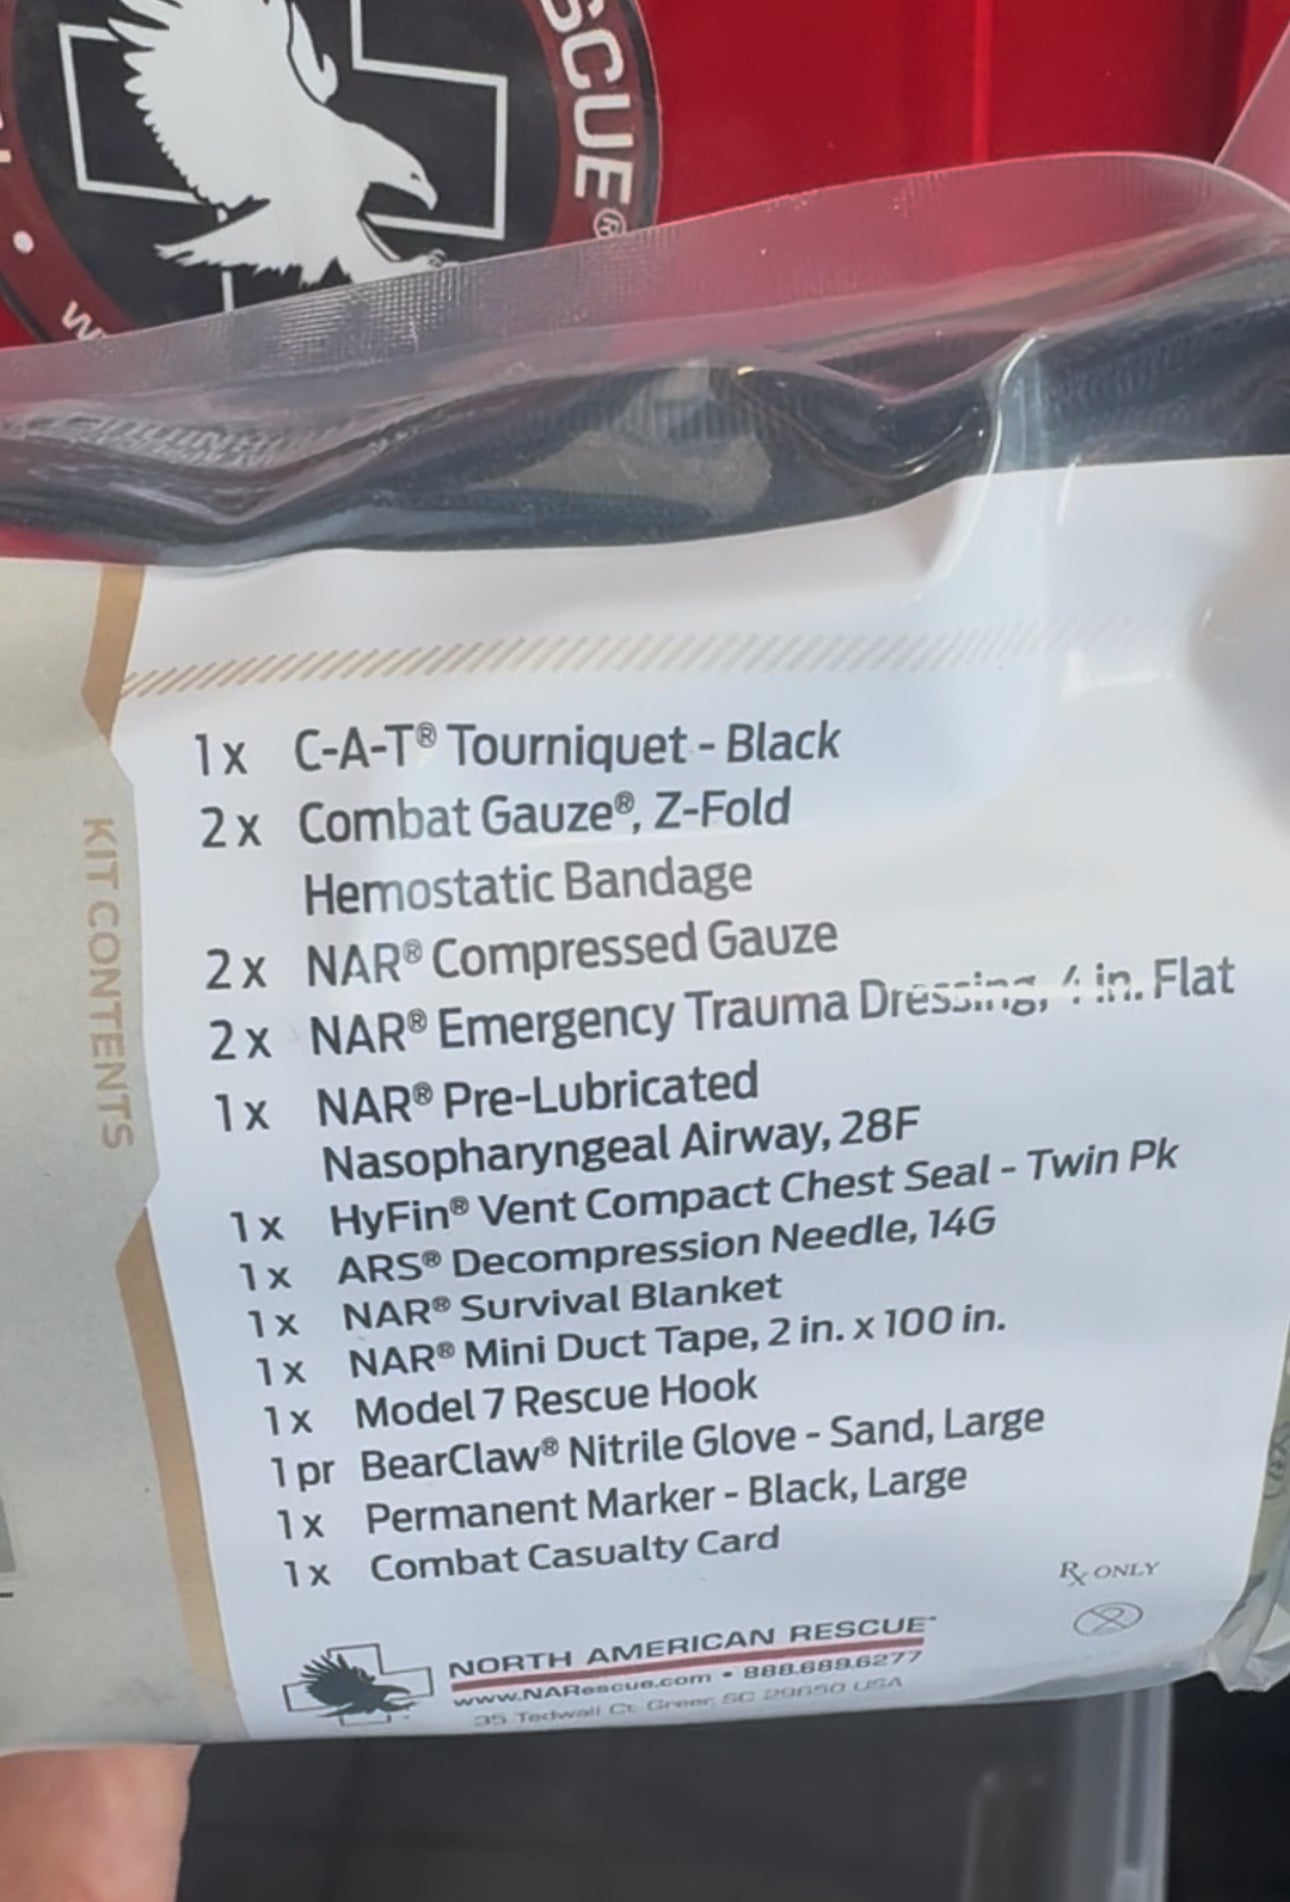 SCUE®
KIT CONTENTS
1x C-A-T® Tourniquet - Black
2x Combat Gauze®, Z-Fold
Hemostatic Bandage
2x NAR® Compressed Gauze
2x NAR® Emergency Trauma Dressing, 4 in. Flat
1x NAR® Pre-Lubricated
Nasopharyngeal Airway, 28F
1x HyFin® Vent Compact Chest Seal - Twin Pk
1x ARS® Decompression Needle, 14G
1x NAR® Survival Blanket
1x NAR® Mini Duct Tape, 2 in. x 100 in.
1x Model 7 Rescue Hook
1pr BearClaw® Nitrile Glove - Sand, Large
1x Permanent Marker - Black, Large
1x Combat Casualty Card
Rx ONLY
NORTH AMERICAN RESCUE
www.NARescue.com • 888.689.6277
35 Tedwall Ct. Greer, SC 29650 USA